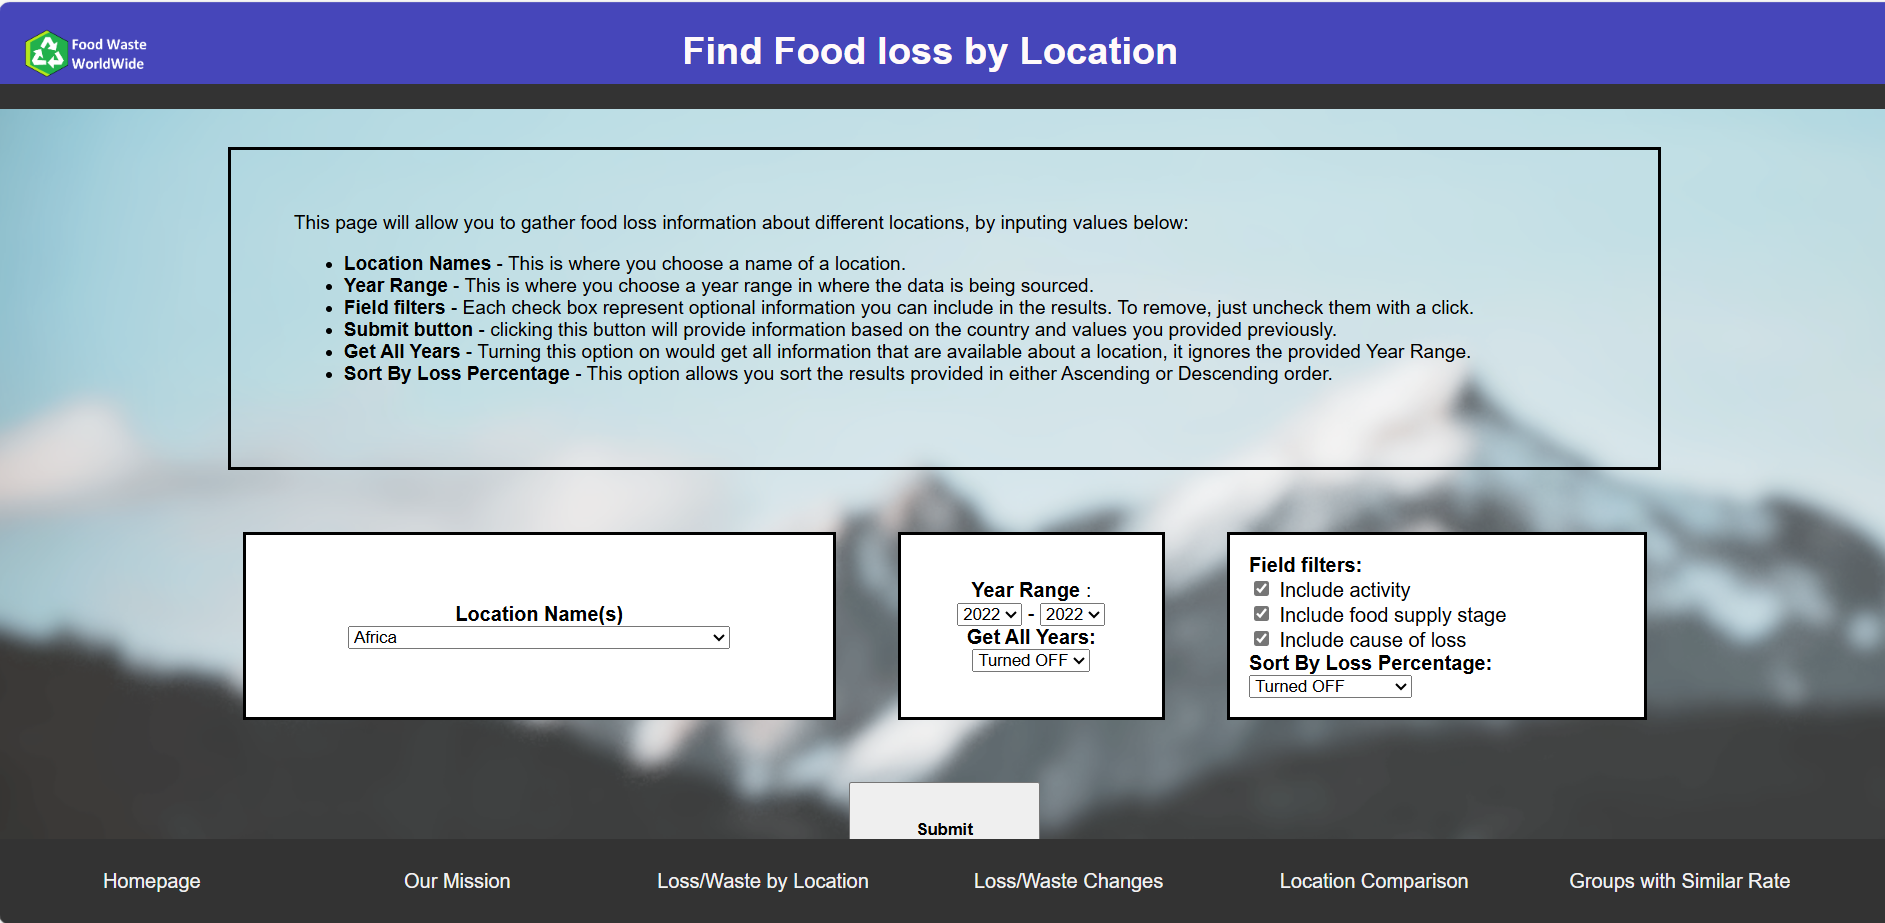 Food Waste
WorldWide
Find Food loss by Location
This page will allow you to gather food loss information about different locations, by inputing values below:
• Location Names - This is where you choose a name of a location.
• Year Range - This is where you choose a year range in where the data is being sourced.
• Field filters - Each check box represent optional information you can include in the results. To remove, just uncheck them with a click.
• Submit button - clicking this button will provide information based on the country and values you provided previously.
• Get All Years - Turning this option on would get all information that are available about a location, it ignores the provided Year Range.
• Sort By Loss Percentage - This option allows you sort the results provided in either Ascending or Descending order.
Location Name(s)
Africa
Year Range :
2022 - 2022
Get All Years:
Turned OFF
Field filters:
Include activity
Include food supply stage
Include cause of loss
Sort By Loss Percentage:
Turned OFF
Submit
Homepage Our Mission Loss/Waste by Location Loss/Waste Changes Location Comparison Groups with Similar Rate